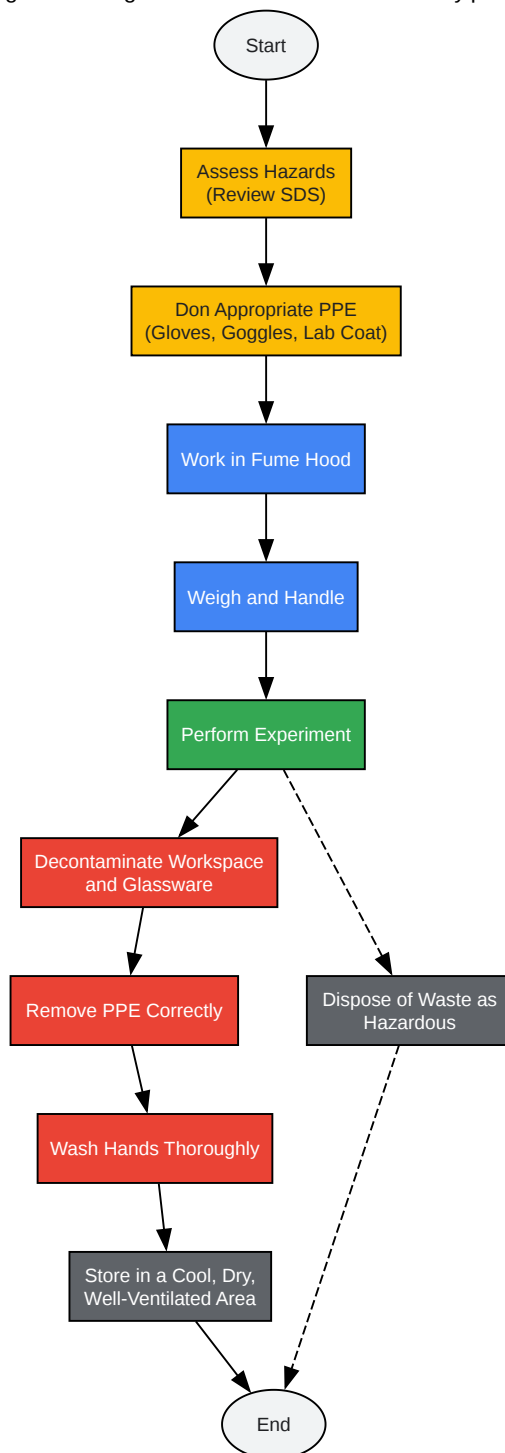 Start
Assess Hazards
(Review SDS)
Don Appropriate PPE
(Gloves, Goggles, Lab Coat)
Work in Fume Hood
Weigh and Handle
Perform Experiment
Decontaminate Workspace
and Glassware
Remove PPE Correctly
Dispose of Waste as
Hazardous
Wash Hands Thoroughly
Store in a Cool, Dry,
Well-Ventilated Area
End